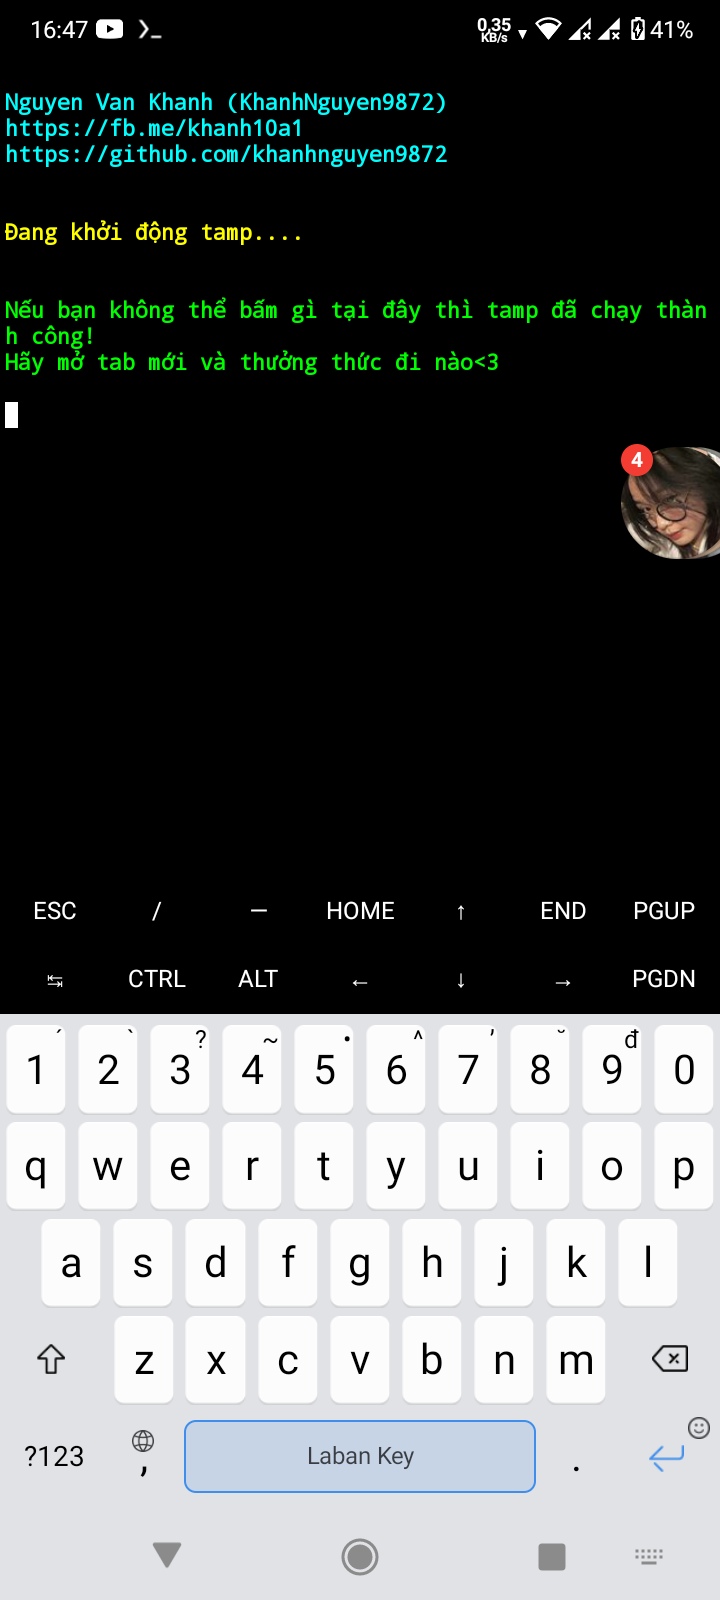 16:47 0,35 KB/s 41%
Nguyen Van Khanh (KhanhNguyen9872)
https://fb.me/khanh10a1
https://github.com/khanhnguyen9872
Đang khởi động tamp....
Nếu bạn không thể bấm gì tại đây thì tamp đã chạy thàn
h công!
Hãy mở tab mới và thưởng thức đi nào<3
4
ESC / — HOME ↑ END PGUP
↹ CTRL ALT ← ↓ → PGDN
1 ´ 2 ` 3 ? 4 ~ 5 . 6 ^ 7 ’ 8 ˘ 9 đ 0
q w e r t y u i o p
a s d f g h j k l
z x c v b n m
?123 , Laban Key .